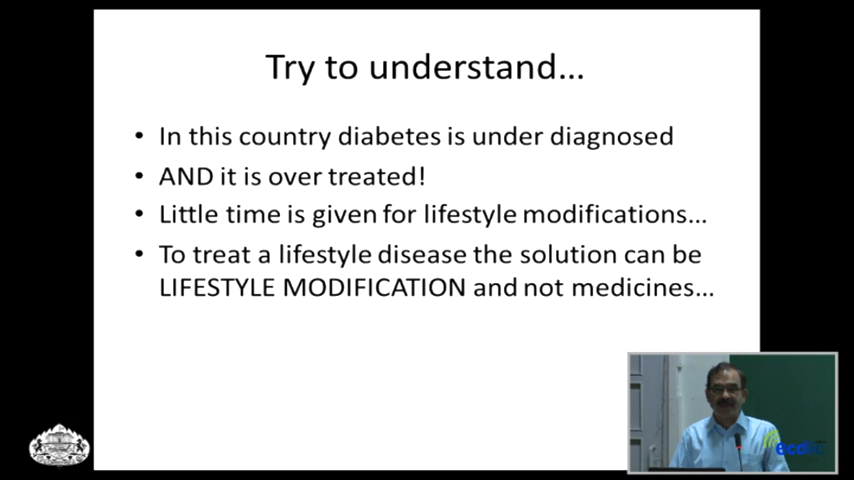 Try to understand...
• In this country diabetes is under diagnosed
• AND it is over treated!
• Little time is given for lifestyle modifications...
• To treat a lifestyle disease the solution can be
LIFESTYLE MODIFICATION and not medicines...